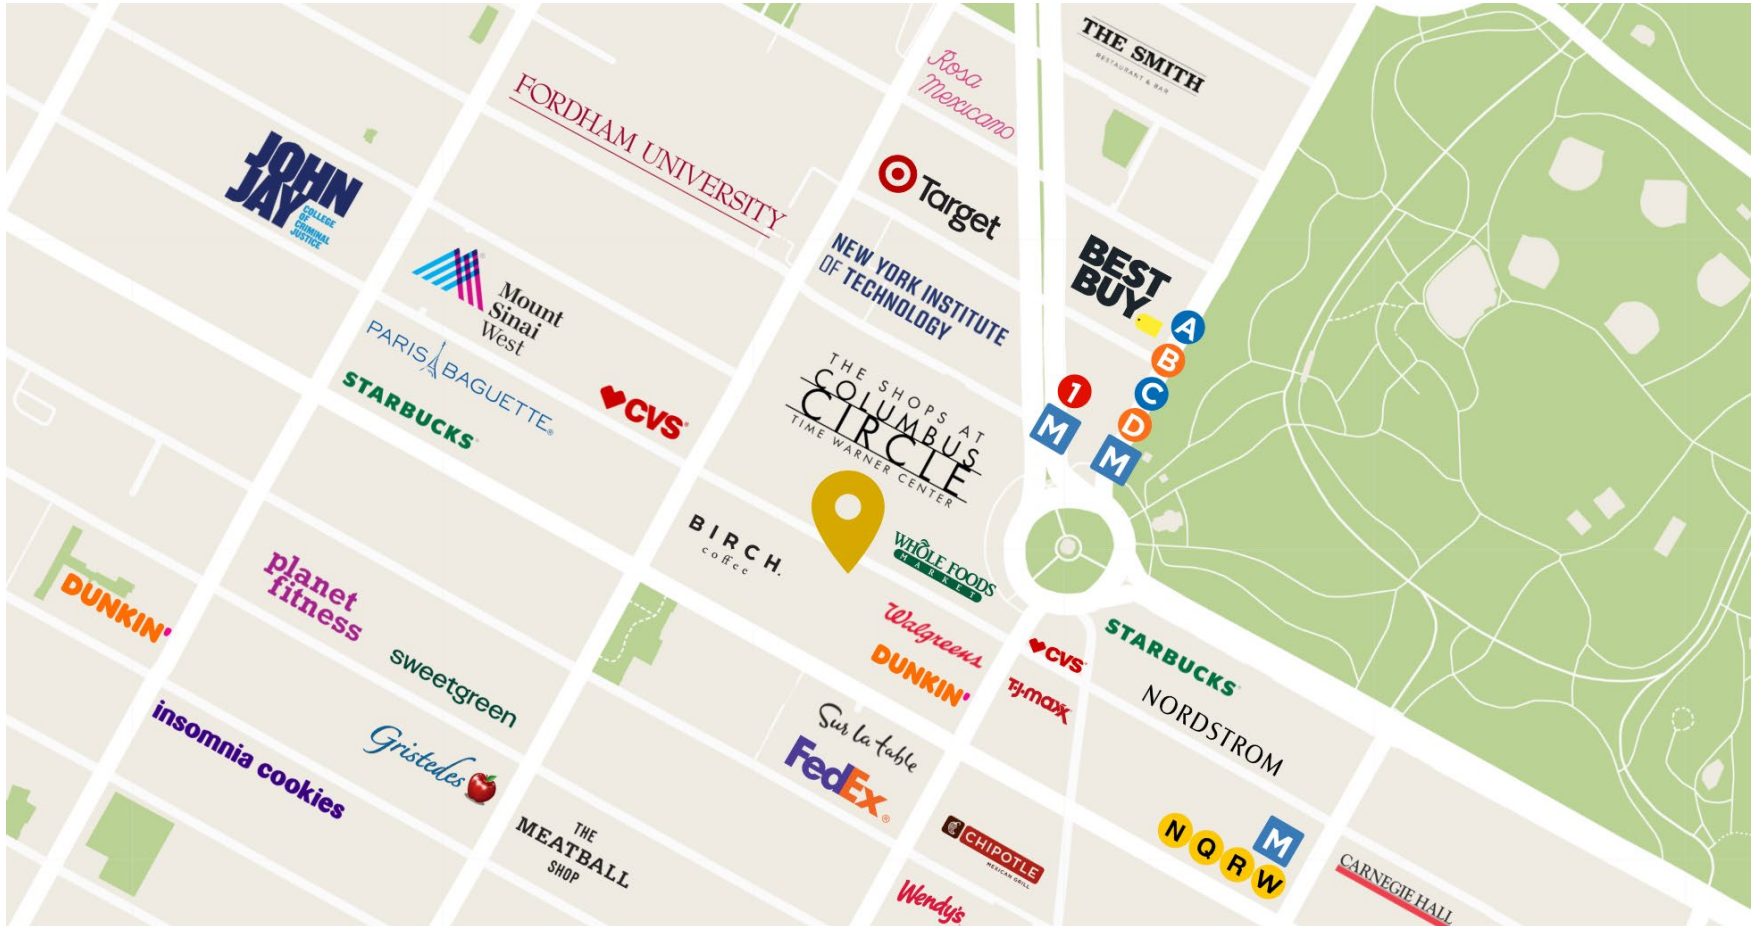 THE SMITH
RESTAURANT & BAR
Rosa
Mexicano
FORDHAM UNIVERSITY
JOHN
JAY
COLLEGE
OF
CRIMINAL
JUSTICE
Target
NEW YORK INSTITUTE
OF TECHNOLOGY
BEST
BUY
Mount
Sinai
West
A
B
C
D
M
1
M
PARIS BAGUETTE
STARBUCKS
CVS
THE SHOPS AT
COLUMBUS
CIRCLE
TIME WARNER CENTER
BIRCH.
coffee
WHOLE FOODS
MARKET
Walgreens
DUNKIN'
CVS
T·J·maxx
STARBUCKS
NORDSTROM
planet
fitness
DUNKIN'
sweetgreen
insomnia cookies
Gristedes
Sur la table
FedEx
THE
MEATBALL
SHOP
CHIPOTLE
MEXICAN GRILL
Wendy's
M
N Q R W
CARNEGIE HALL